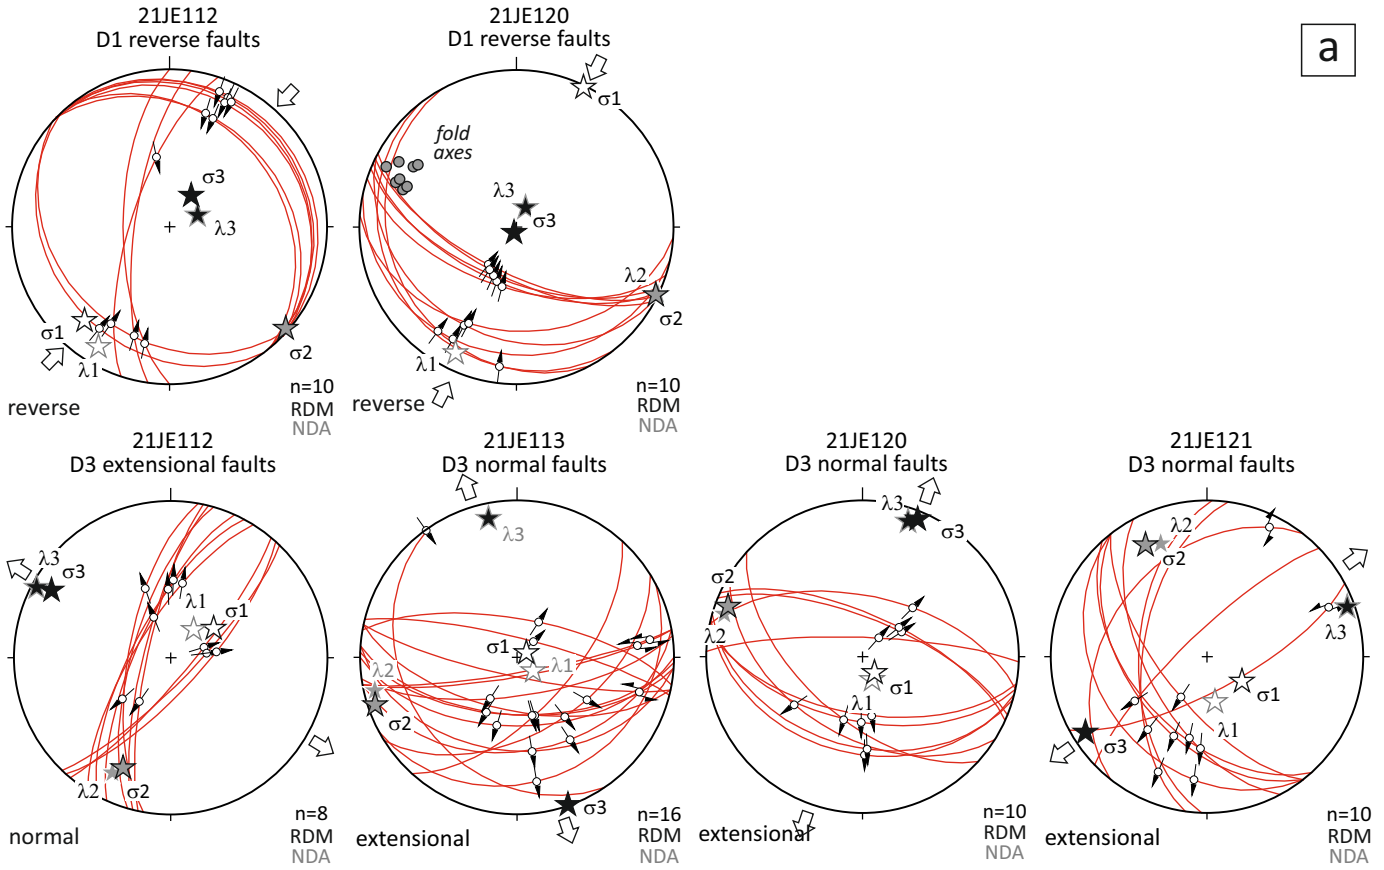 21JE112
D1 reverse faults
σ3
λ3
σ1
λ1
σ2
reverse
n=10
RDM
NDA
21JE120
D1 reverse faults
σ1
fold
axes
λ3
σ3
λ2
σ2
λ1
reverse
n=10
RDM
NDA
a
21JE112
D3 extensional faults
λ3
σ3
λ1
σ1
λ2
σ2
normal
n=8
RDM
NDA
21JE113
D3 normal faults
λ3
σ1
λ1
λ2
σ2
σ3
extensional
n=16
RDM
NDA
21JE120
D3 normal faults
λ3
σ3
σ2
λ2
σ1
λ1
extensional
n=10
RDM
NDA
21JE121
D3 normal faults
λ2
σ2
λ3
σ1
λ1
σ3
extensional
n=10
RDM
NDA